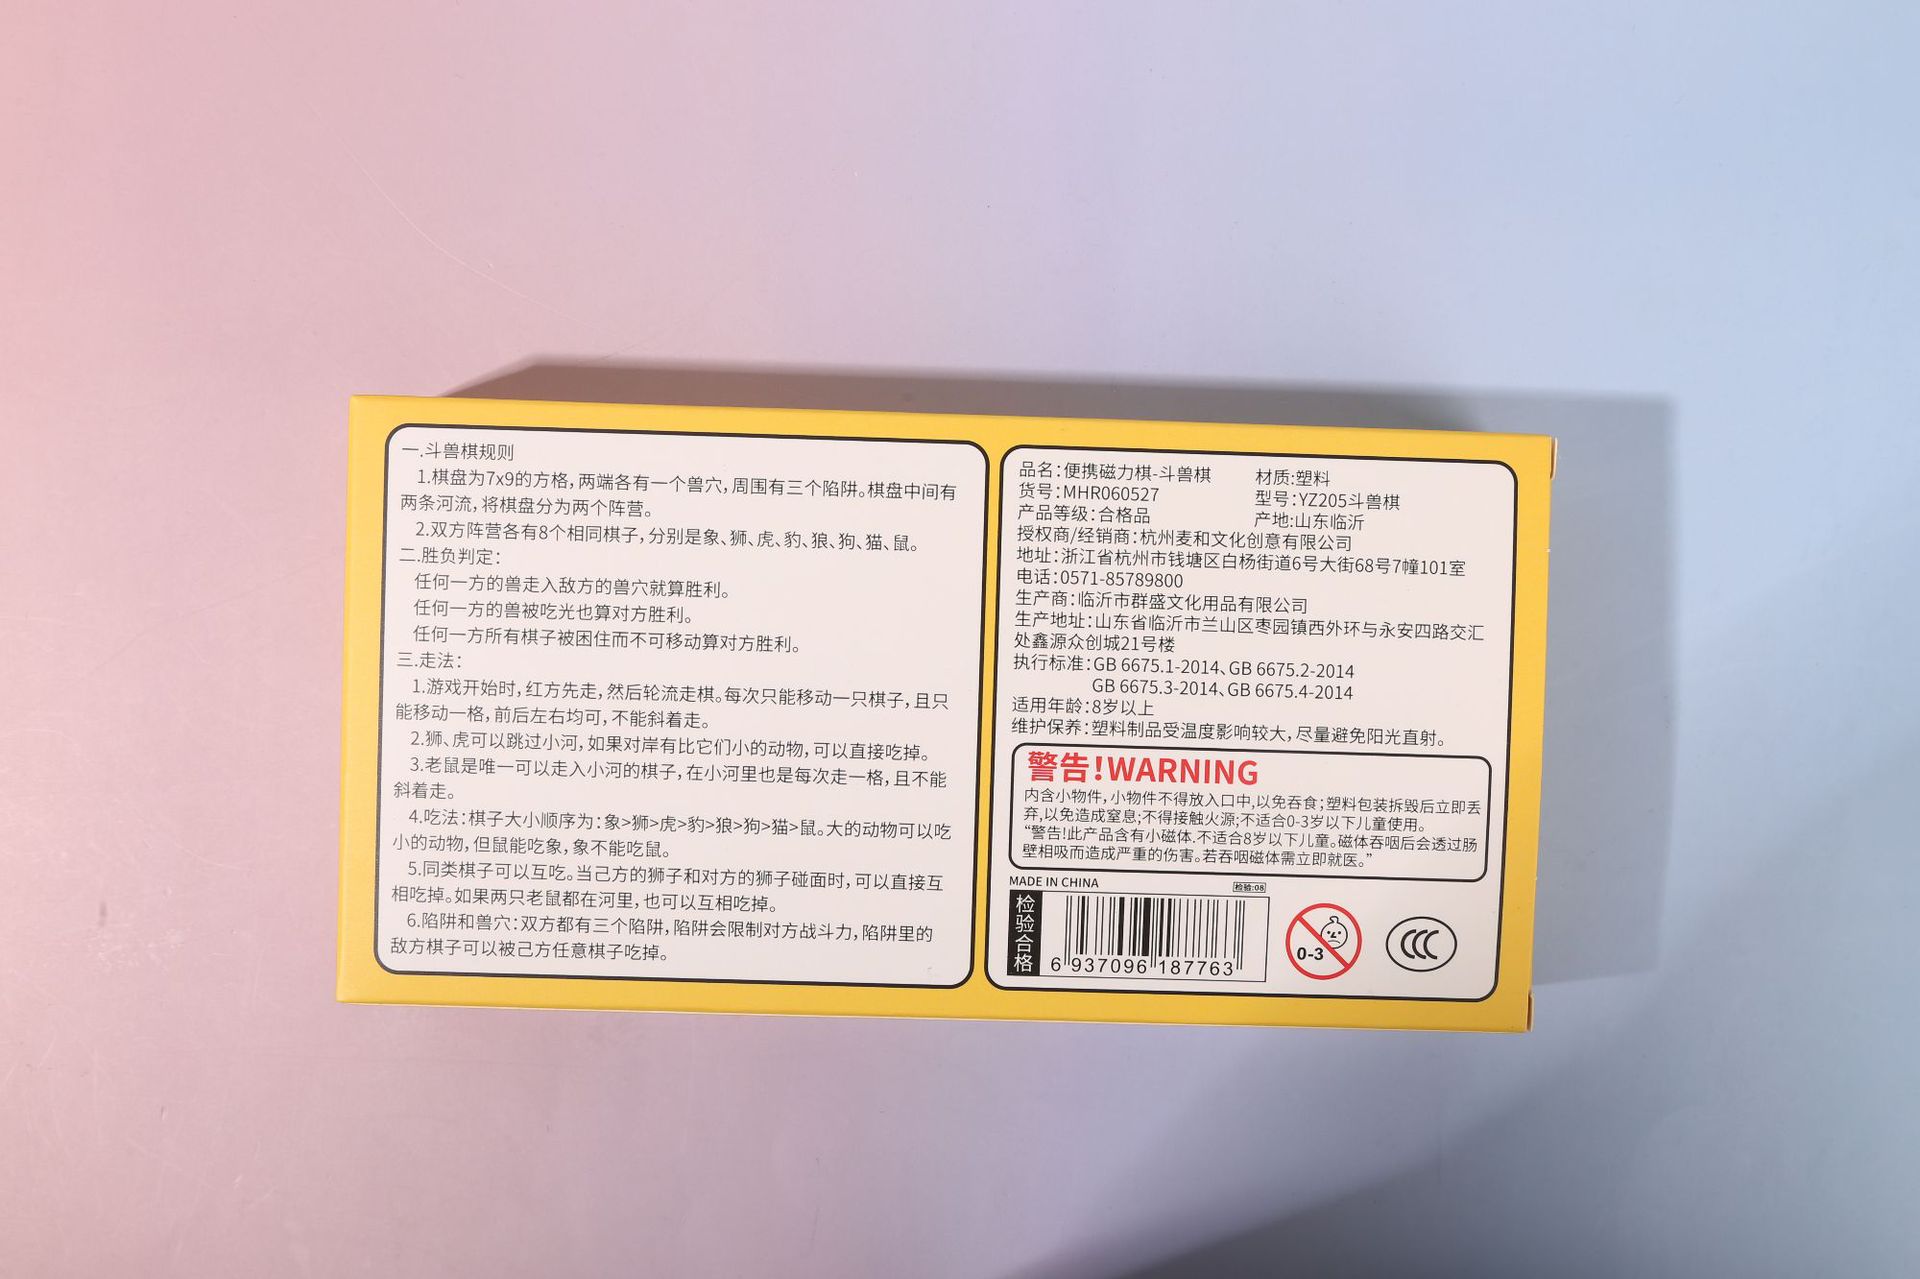 一.斗兽棋规则
1.棋盘为7x9的方格,两端各有一个兽穴,周围有三个陷阱。棋盘中间有
两条河流,将棋盘分为两个阵营。
2.双方阵营各有8个相同棋子,分别是象、狮、虎、豹、狼、狗、猫、鼠。
二.胜负判定:
任何一方的兽走入敌方的兽穴就算胜利。
任何一方的兽被吃光也算对方胜利。
任何一方所有棋子被困住而不可移动算对方胜利。
三.走法:
1.游戏开始时,红方先走,然后轮流走棋。每次只能移动一只棋子,且只
能移动一格,前后左右均可,不能斜着走。
2.狮、虎可以跳过小河,如果对岸有比它们小的动物,可以直接吃掉。
3.老鼠是唯一可以走入小河的棋子,在小河里也是每次走一格,且不能
斜着走。
4.吃法:棋子大小顺序为:象>狮>虎>豹>狼>狗>猫>鼠。大的动物可以吃
小的动物,但鼠能吃象,象不能吃鼠。
5.同类棋子可以互吃。当己方的狮子和对方的狮子碰面时,可以直接互
相吃掉。如果两只老鼠都在河里,也可以互相吃掉。
6.陷阱和兽穴:双方都有三个陷阱,陷阱会限制对方战斗力,陷阱里的
敌方棋子可以被己方任意棋子吃掉。
品名:便携磁力棋-斗兽棋 材质:塑料
货号:MHR060527 型号:YZ205斗兽棋
产品等级:合格品 产地:山东临沂
授权商/经销商:杭州麦和文化创意有限公司
地址:浙江省杭州市钱塘区白杨街道6号大街68号7幢101室
电话:0571-85789800
生产商:临沂市群盛文化用品有限公司
生产地址:山东省临沂市兰山区枣园镇西外环与永安四路交汇
处鑫源众创城21号楼
执行标准:GB 6675.1-2014、GB 6675.2-2014
GB 6675.3-2014、GB 6675.4-2014
适用年龄:8岁以上
维护保养:塑料制品受温度影响较大,尽量避免阳光直射。
警告!WARNING
内含小物件,小物件不得放入口中,以免吞食;塑料包装拆毁后立即丢
弃,以免造成窒息;不得接触火源;不适合0-3岁以下儿童使用。
“警告!此产品含有小磁体.不适合8岁以下儿童。磁体吞咽后会透过肠
壁相吸而造成严重的伤害。若吞咽磁体需立即就医。”
MADE IN CHINA
检验:08
检验合格
6 937096 187763
0-3
CCC